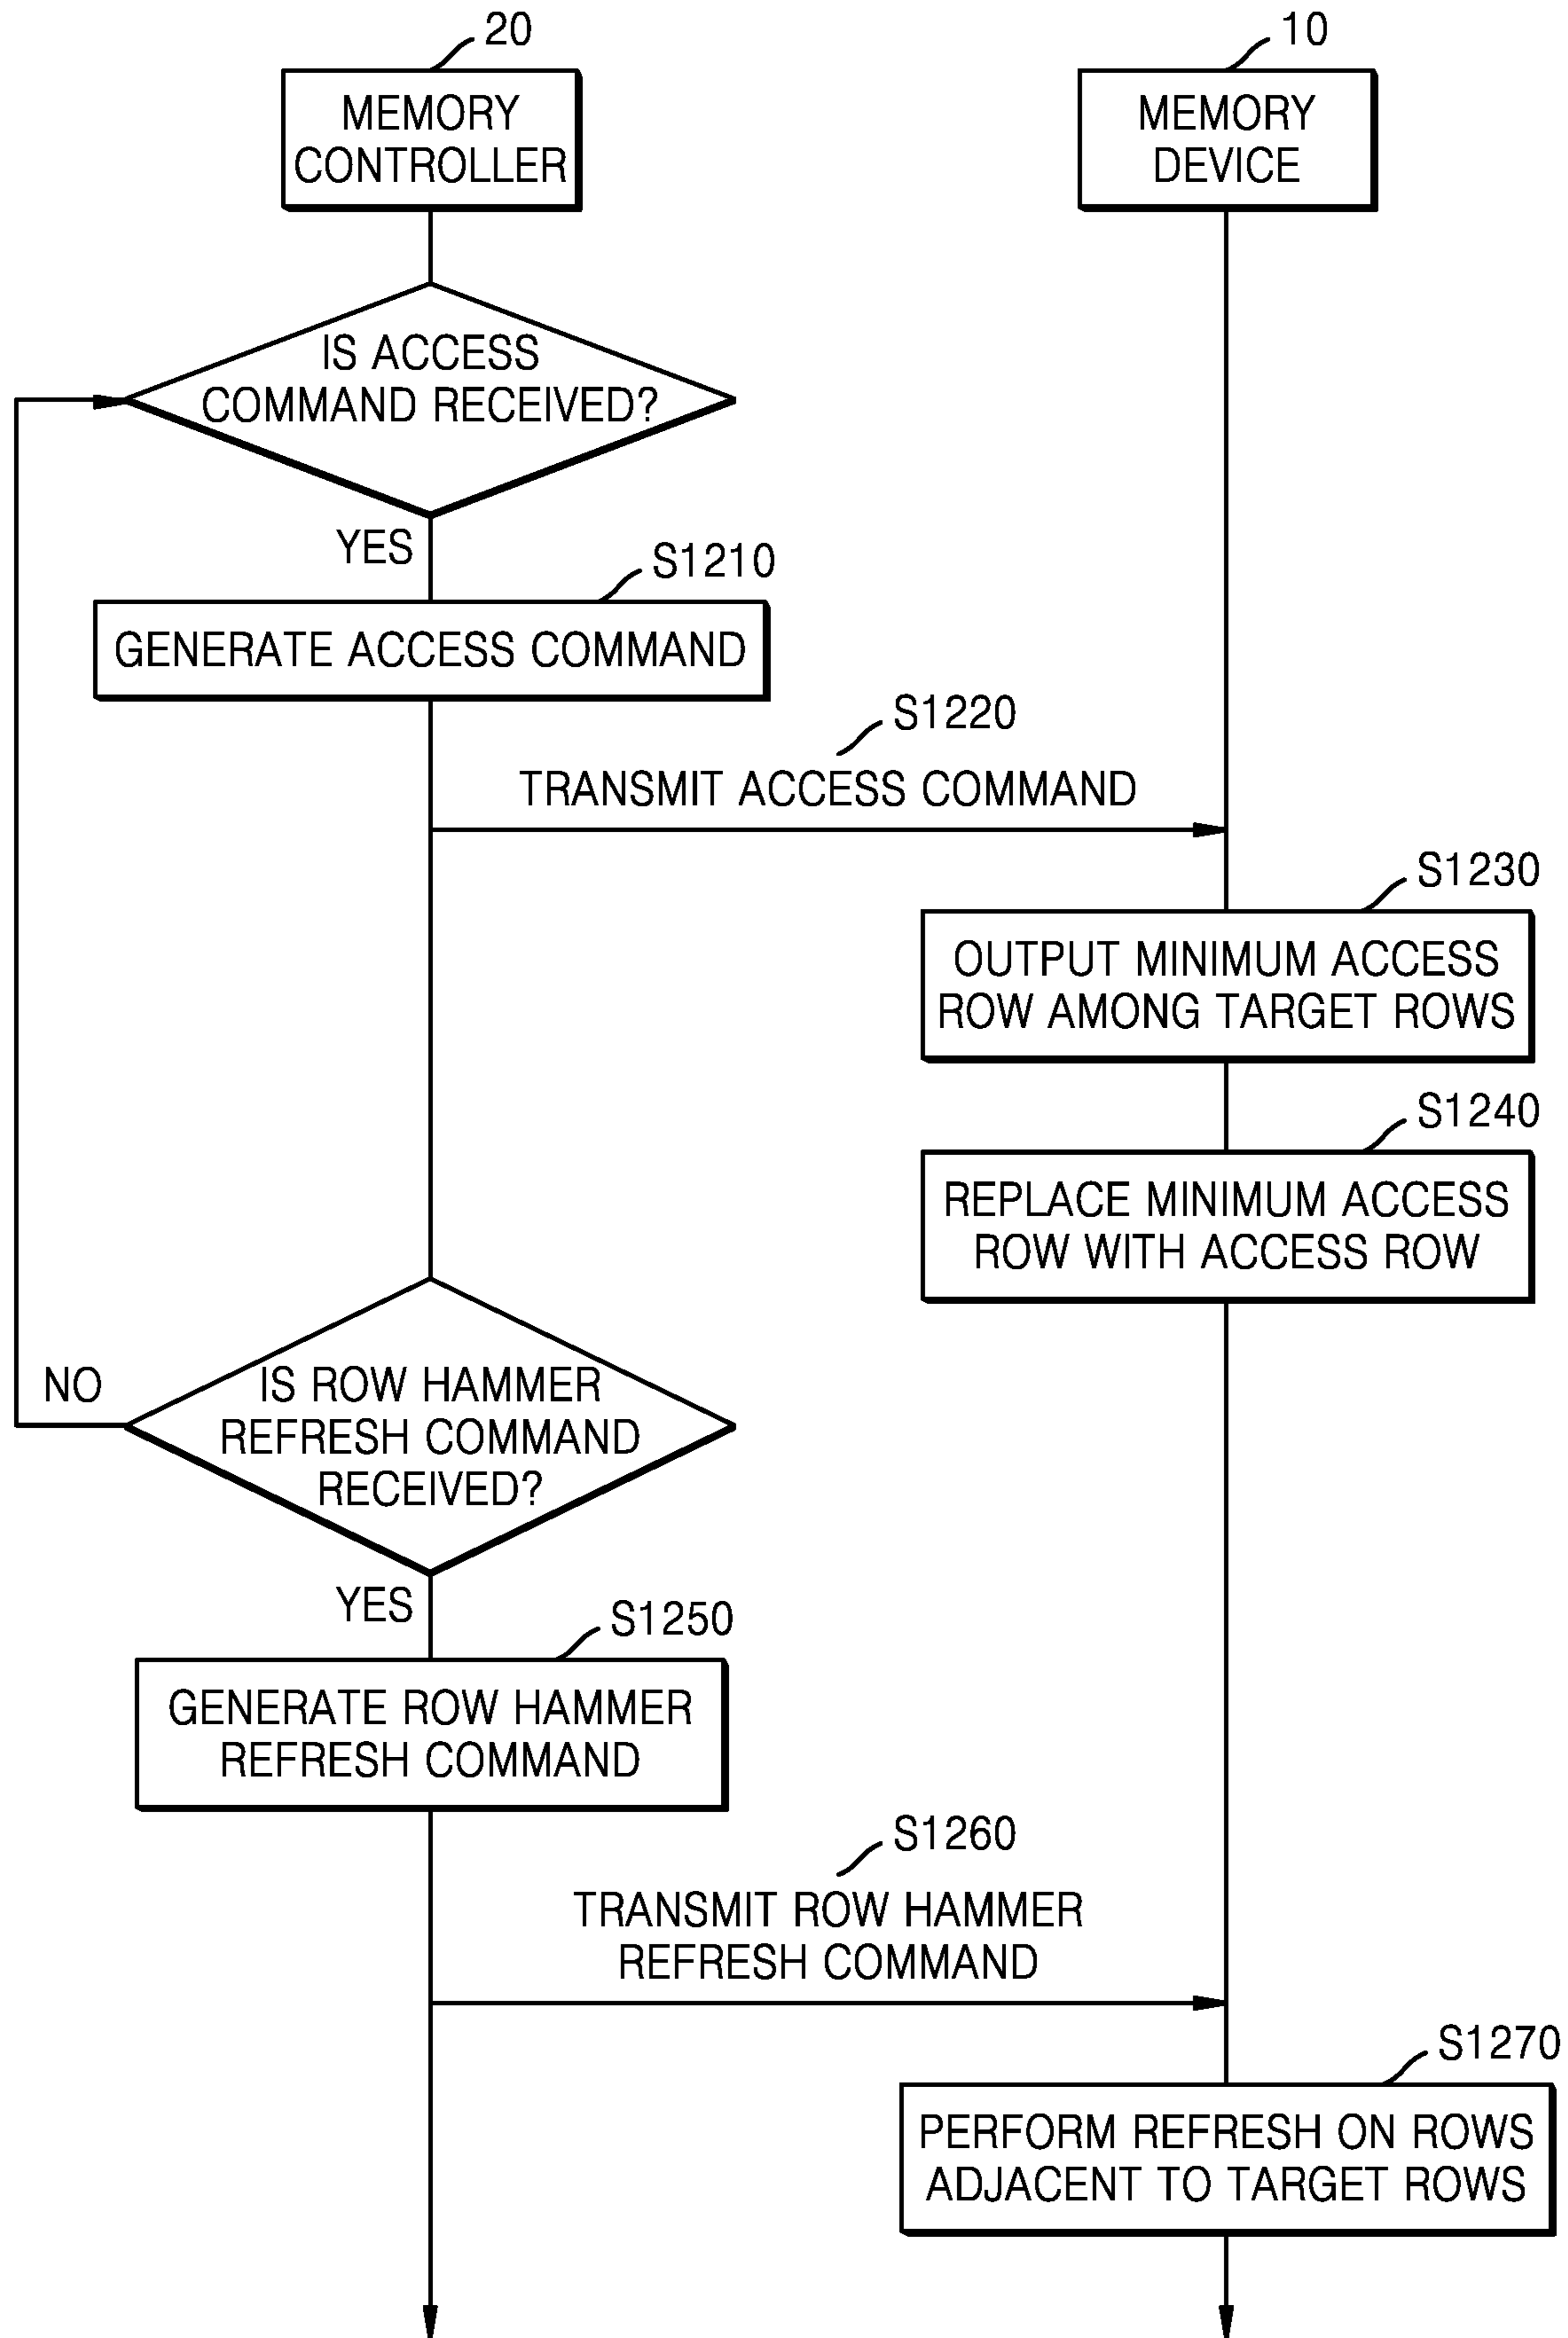 20
10
MEMORY
CONTROLLER
MEMORY
DEVICE
IS ACCESS
COMMAND RECEIVED?
YES
S1210
GENERATE ACCESS COMMAND
S1220
TRANSMIT ACCESS COMMAND
S1230
OUTPUT MINIMUM ACCESS
ROW AMONG TARGET ROWS
S1240
REPLACE MINIMUM ACCESS
ROW WITH ACCESS ROW
NO
IS ROW HAMMER
REFRESH COMMAND
RECEIVED?
YES
S1250
GENERATE ROW HAMMER
REFRESH COMMAND
S1260
TRANSMIT ROW HAMMER
REFRESH COMMAND
S1270
PERFORM REFRESH ON ROWS
ADJACENT TO TARGET ROWS